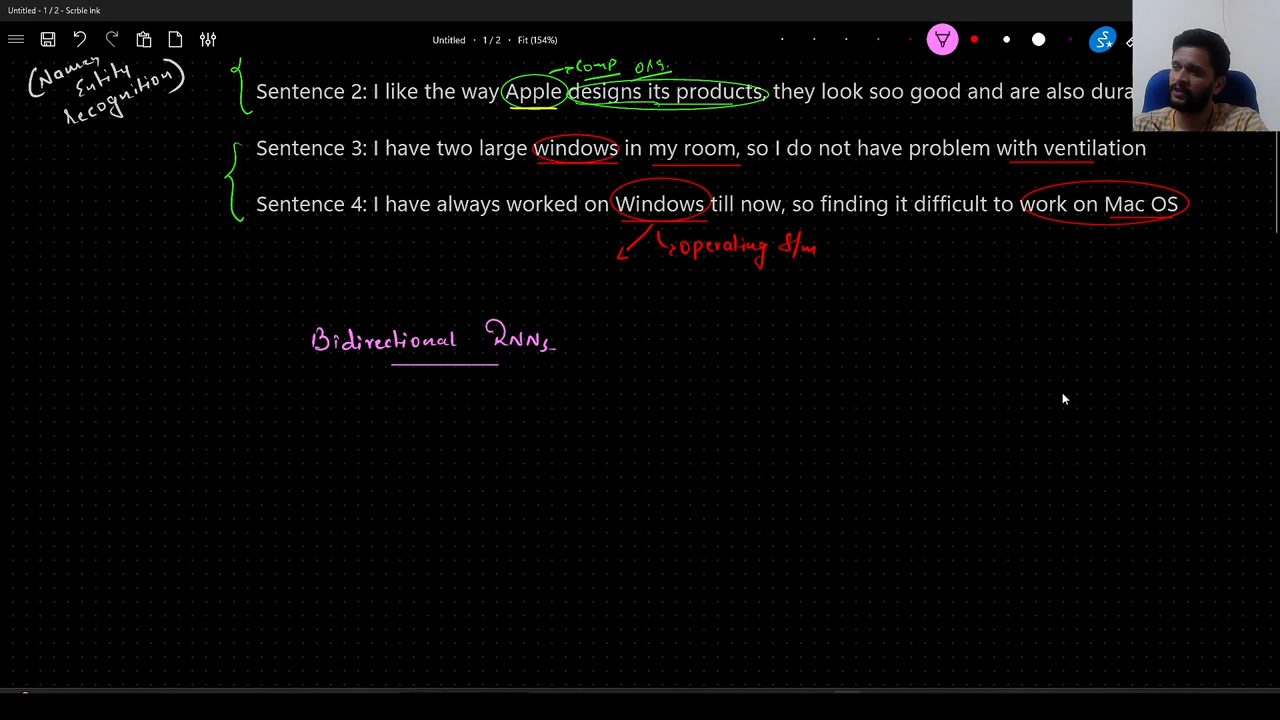 Untitled - 1 / 2 - Scrble Ink
Untitled • 1 / 2 • Fit (154%)
(Named Entity Recognition)
comp org.
Sentence 2: I like the way Apple designs its products, they look soo good and are also dura
Sentence 3: I have two large windows in my room, so I do not have problem with ventilation
Sentence 4: I have always worked on Windows till now, so finding it difficult to work on Mac OS
operating s/m
Bidirectional RNNs